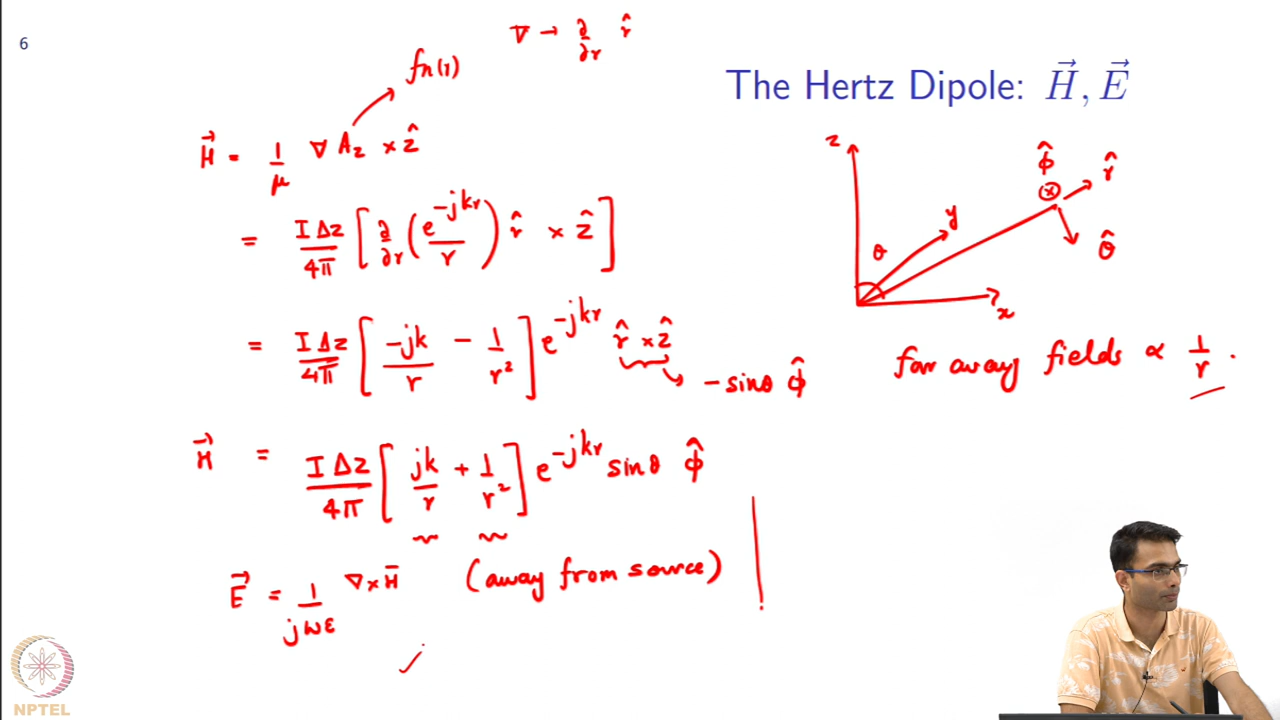 6
∇ → ∂/∂r r̂
fn(r)
The Hertz Dipole: H⃗, E⃗
H⃗ = 1/μ ∇ A_z × ẑ
= IΔz/4π [ ∂/∂r ( e^{-jkr}/r ) r̂ × ẑ ]
= IΔz/4π [ -jk/r - 1/r² ] e^{-jkr} r̂ × ẑ
→ -sinθ φ̂
H⃗ = IΔz/4π [ jk/r + 1/r² ] e^{-jkr} sinθ φ̂
E⃗ = 1/jωε ∇×H̄ (away from source)
z
φ̂
r̂
y
θ
θ̂
x
far away fields ∝ 1/r.
NPTEL